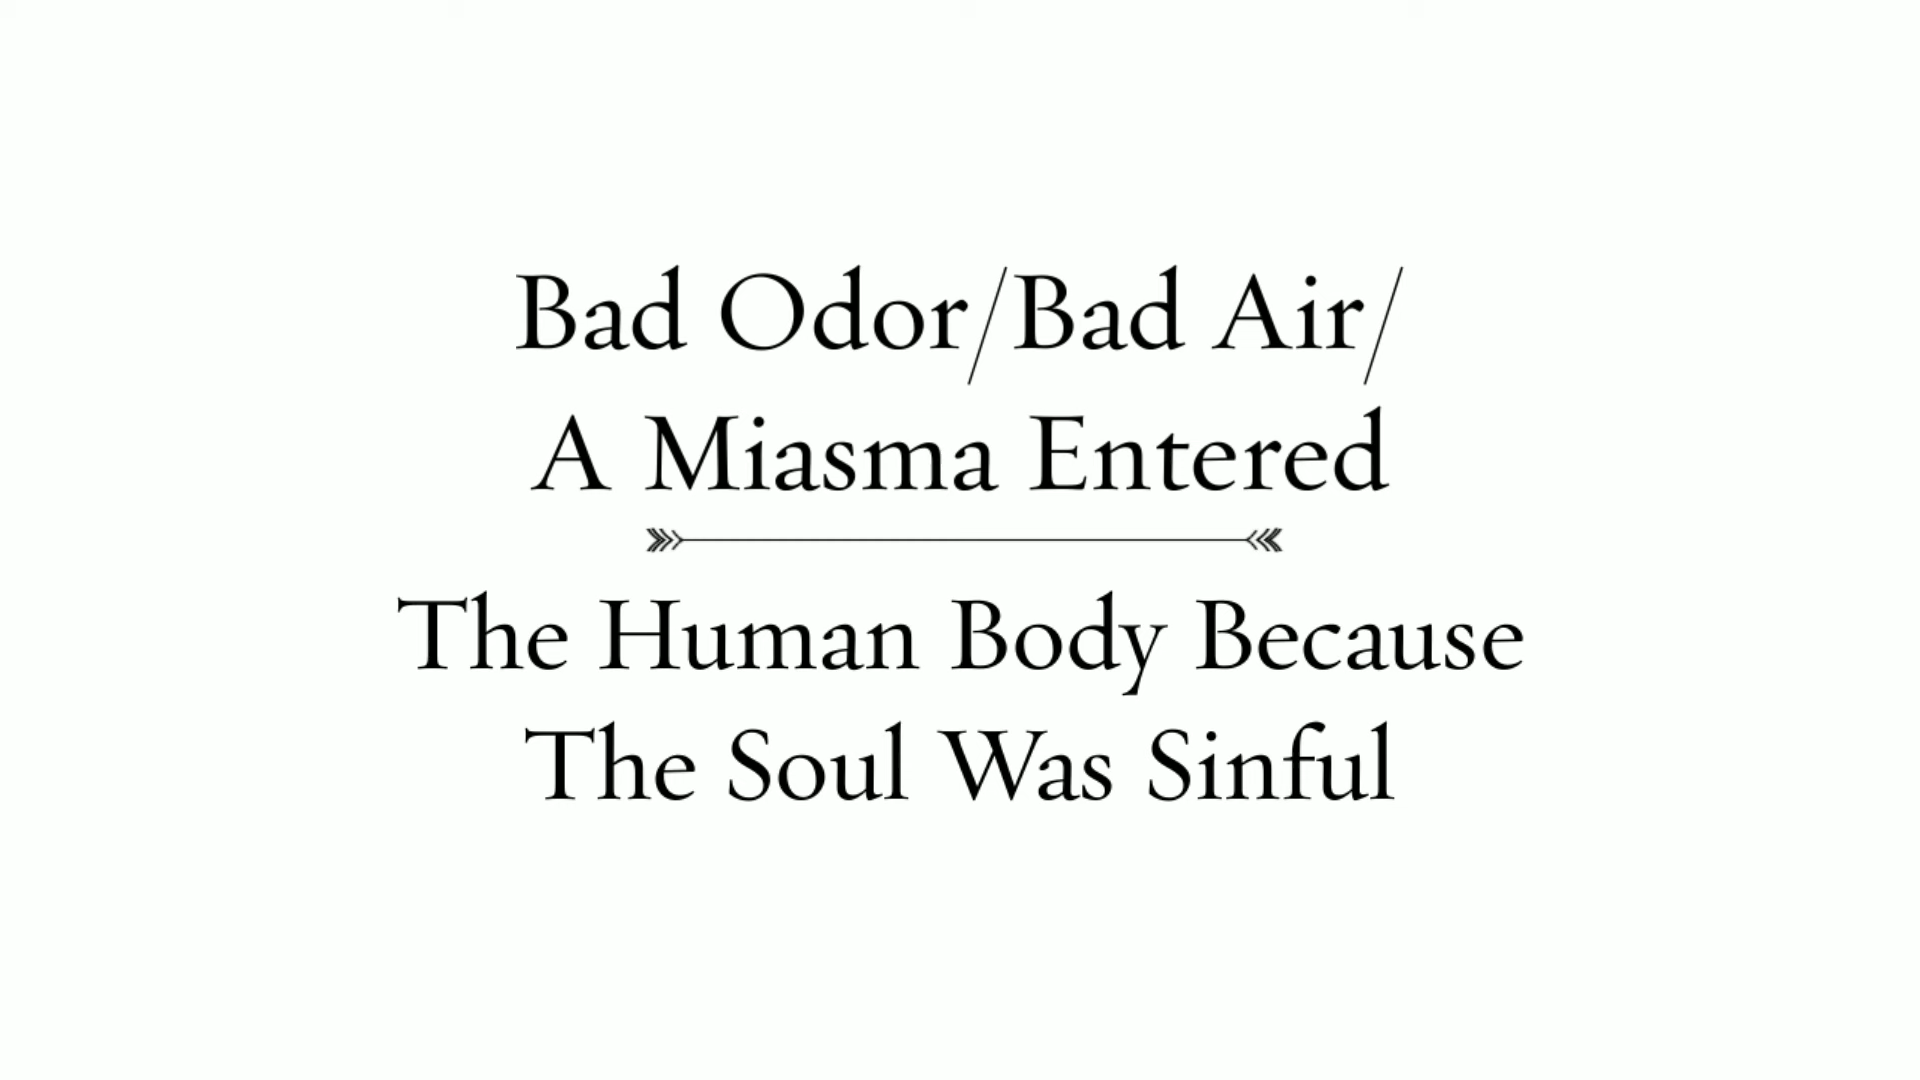 Bad Odor/Bad Air/
A Miasma Entered
The Human Body Because
The Soul Was Sinful